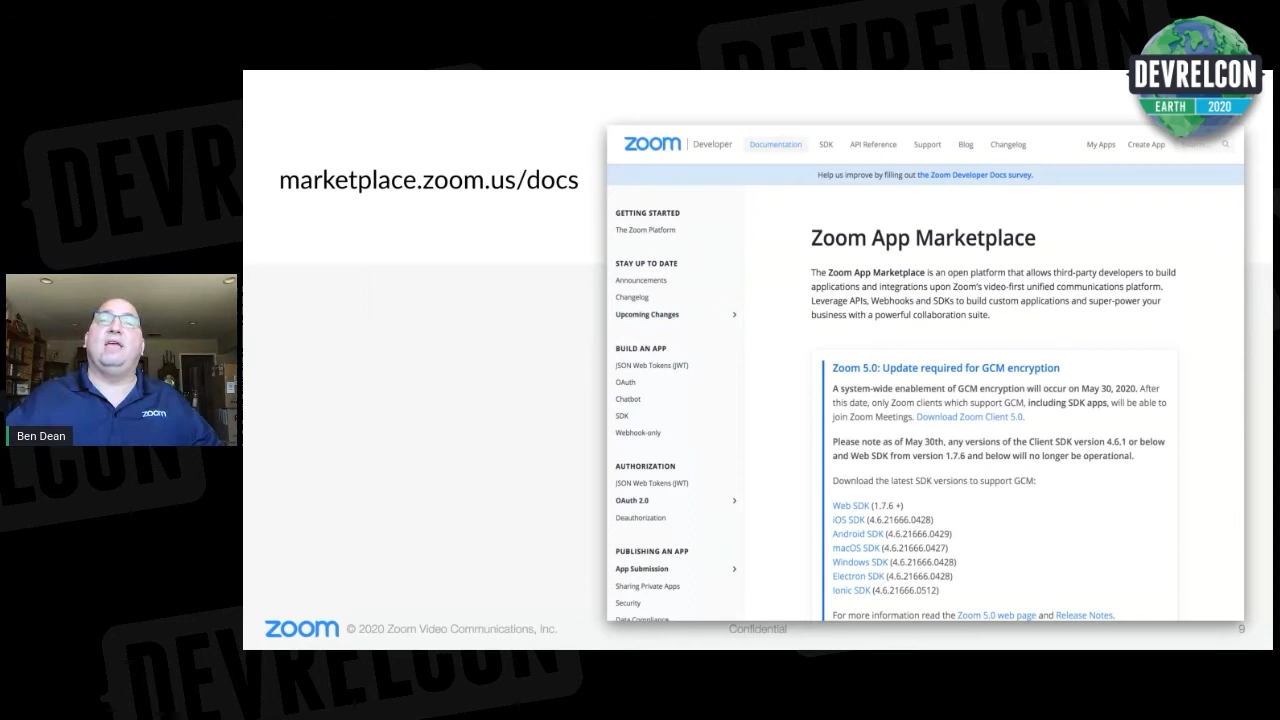 DEVRELCON
EARTH 2020
marketplace.zoom.us/docs
zoom | Developer Documentation SDK API Reference Support Blog Changelog My Apps Create App
Help us improve by filling out the Zoom Developer Docs survey.
GETTING STARTED
The Zoom Platform
STAY UP TO DATE
Announcements
Changelog
Upcoming Changes
BUILD AN APP
JSON Web Tokens (JWT)
OAuth
Chatbot
SDK
Webhook-only
AUTHORIZATION
JSON Web Tokens (JWT)
OAuth 2.0
Deauthorization
PUBLISHING AN APP
App Submission
Sharing Private Apps
Security
Data Compliance
Zoom App Marketplace
The Zoom App Marketplace is an open platform that allows third-party developers to build
applications and integrations upon Zoom's video-first unified communications platform.
Leverage APIs, Webhooks and SDKs to build custom applications and super-power your
business with a powerful collaboration suite.
Zoom 5.0: Update required for GCM encryption
A system-wide enablement of GCM encryption will occur on May 30, 2020. After
this date, only Zoom clients which support GCM, including SDK apps, will be able to
join Zoom Meetings. Download Zoom Client 5.0.
Please note as of May 30th, any versions of the Client SDK version 4.6.1 or below
and Web SDK from version 1.7.6 and below will no longer be operational.
Download the latest SDK versions to support GCM:
Web SDK (1.7.6 +)
iOS SDK (4.6.21666.0428)
Android SDK (4.6.21666.0429)
macOS SDK (4.6.21666.0427)
Windows SDK (4.6.21666.0428)
Electron SDK (4.6.21666.0428)
Ionic SDK (4.6.21666.0512)
For more information read the Zoom 5.0 web page and Release Notes.
zoom
Ben Dean
zoom © 2020 Zoom Video Communications, Inc. Confidential 9